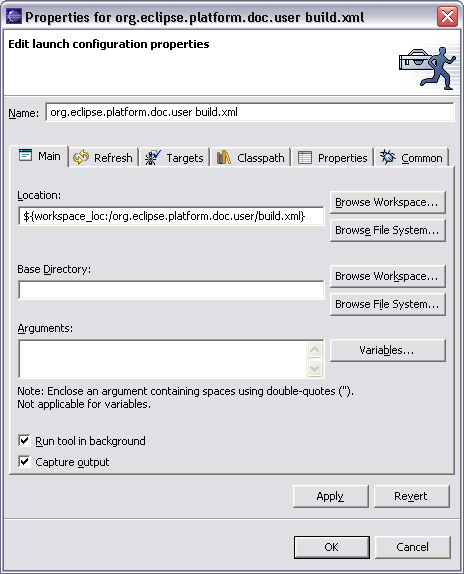 Properties for org.eclipse.platform.doc.user build.xml
Edit launch configuration properties
Name: org.eclipse.platform.doc.user build.xml
Main Refresh Targets Classpath Properties Common
Location:
${workspace_loc:/org.eclipse.platform.doc.user/build.xml}
Browse Workspace...
Browse File System...
Base Directory:
Browse Workspace...
Browse File System...
Arguments:
Variables...
Note: Enclose an argument containing spaces using double-quotes (").
Not applicable for variables.
Run tool in background
Capture output
Apply Revert
OK Cancel